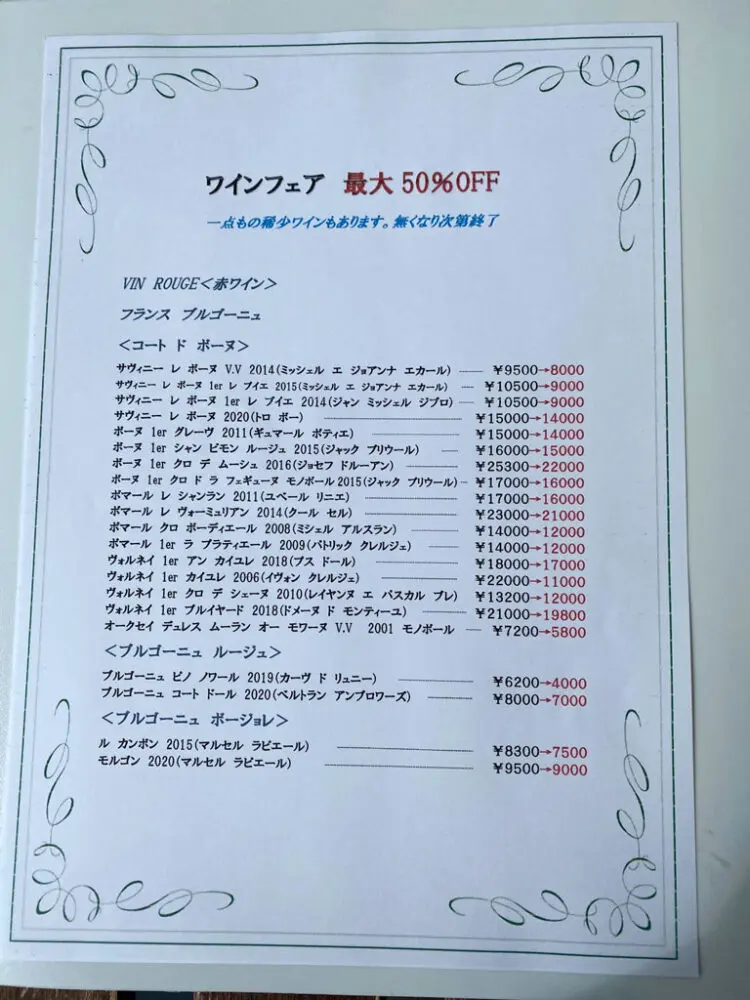 ワインフェア 最大 50%OFF
一点もの稀少ワインもあります。無くなり次第終了
VIN ROUGE<赤ワイン>
フランス ブルゴーニュ
<コート ド ボーヌ>
サヴィニー レ ボーヌ V.V 2014(ミッシェル エ ジョアンナ エカール) ¥9500→8000
サヴィニー レ ボーヌ 1er レ ブイエ 2015(ミッシェル エ ジョアンナ エカール) ¥10500→9000
サヴィニー レ ボーヌ 1er レ ブイエ 2014(ジャン ミッシェル ジブロ) ¥10500→9000
サヴィニー レ ボーヌ 2020(トロ ボー) ¥15000→14000
ボーヌ 1er グレーヴ 2011(ギュマール ポティエ) ¥15000→14000
ボーヌ 1er シャン ピモン ルージュ 2015(ジャック プリウール) ¥16000→15000
ボーヌ 1er クロ デ ムーシュ 2016(ジョセフ ドルーアン) ¥25300→22000
ボーヌ 1er クロ ド ラ フェギューヌ モノポール2015(ジャック プリウール) ¥17000→16000
ポマール レ シャンラン 2011(ユベール リニエ) ¥17000→16000
ポマール レ ヴォーミュリアン 2014(クール セル) ¥23000→21000
ポマール クロ ボーディエール 2008(ミシェル アルスラン) ¥14000→12000
ポマール 1er ラ プラティエール 2009(パトリック クレルジェ) ¥14000→12000
ヴォルネイ 1er アン カイユレ 2018(プス ドール) ¥18000→17000
ヴォルネイ 1er カイユレ 2006(イヴォン クレルジェ) ¥22000→11000
ヴォルネイ 1er クロ デ シェーヌ 2010(レイヤンヌ エ パスカル ブレ) ¥13200→12000
ヴォルネイ 1er ブルイヤード 2018(ドメーヌ ド モンティーユ) ¥21000→19800
オークセイ デュレス ムーラン オー モワーヌ V.V 2001 モノポール ¥7200→5800
<ブルゴーニュ ルージュ>
ブルゴーニュ ピノ ノワール 2019(カーヴ ド リュニー) ¥6200→4000
ブルゴーニュ コート ドール 2020(ベルトラン アンブロワーズ) ¥8000→7000
<ブルゴーニュ ボージョレ>
ル カンボン 2015(マルセル ラピエール) ¥8300→7500
モルゴン 2020(マルセル ラピエール) ¥9500→9000